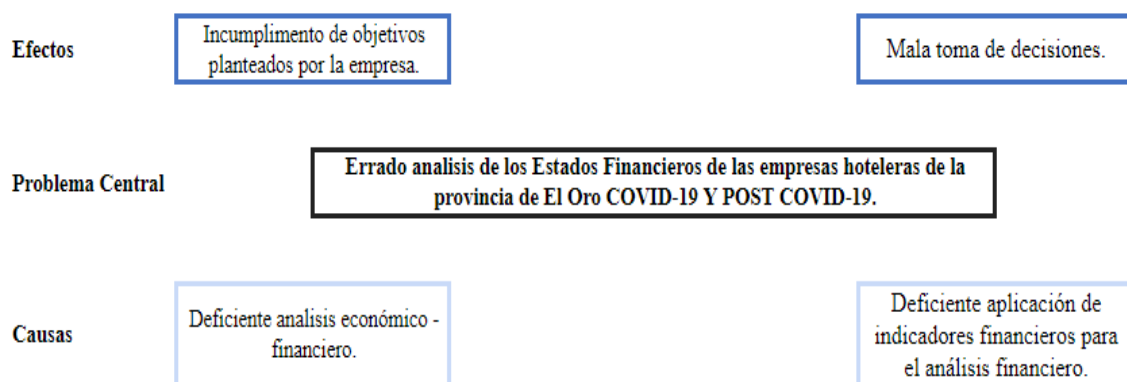 Efectos
Incumplimento de objetivos
planteados por la empresa.
Mala toma de decisiones.
Problema Central
Errado analisis de los Estados Financieros de las empresas hoteleras de la
provincia de El Oro COVID-19 Y POST COVID-19.
Causas
Deficiente analisis económico -
financiero.
Deficiente aplicación de
indicadores financieros para
el análisis financiero.